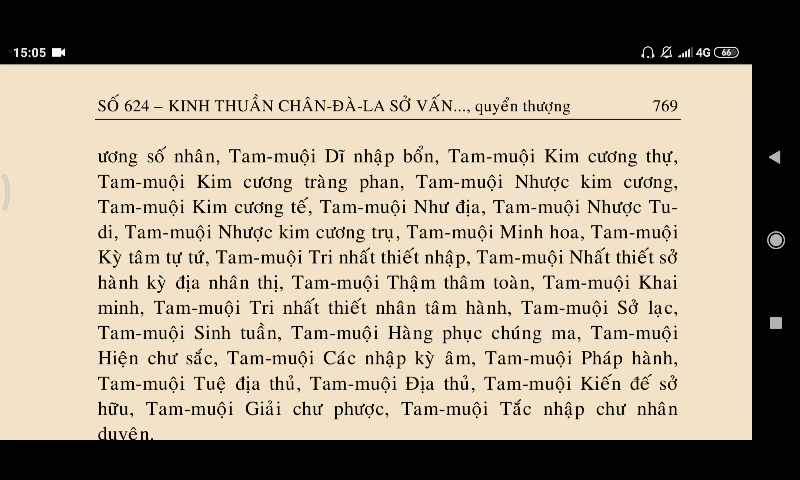 15:05
4G 66
SỐ 624 – KINH THUẦN CHÂN-ĐÀ-LA SỞ VẤN..., quyển thượng 769
ương số nhân, Tam-muội Dĩ nhập bổn, Tam-muội Kim cương thự,
Tam-muội Kim cương tràng phan, Tam-muội Nhược kim cương,
Tam-muội Kim cương tế, Tam-muội Như địa, Tam-muội Nhược Tu-
di, Tam-muội Nhược kim cương trụ, Tam-muội Minh hoa, Tam-muội
Kỳ tâm tự tứ, Tam-muội Tri nhất thiết nhập, Tam-muội Nhất thiết sở
hành kỳ địa nhân thị, Tam-muội Thậm thâm toàn, Tam-muội Khai
minh, Tam-muội Tri nhất thiết nhân tâm hành, Tam-muội Sở lạc,
Tam-muội Sinh tuần, Tam-muội Hàng phục chúng ma, Tam-muội
Hiện chư sắc, Tam-muội Các nhập kỳ âm, Tam-muội Pháp hành,
Tam-muội Tuệ địa thủ, Tam-muội Địa thủ, Tam-muội Kiến đế sở
hữu, Tam-muội Giải chư phược, Tam-muội Tắc nhập chư nhân
duyên.